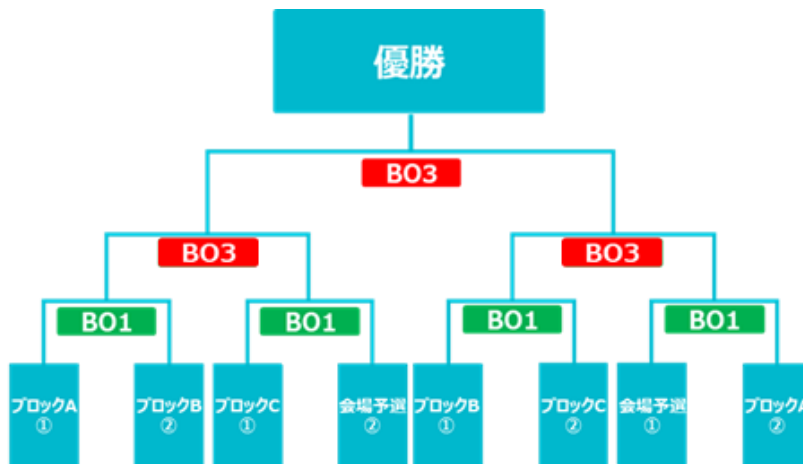 優勝
BO3
BO3
BO3
BO1
BO1
BO1
BO1
ブロックA
①
ブロックB
②
ブロックC
①
会場予選
②
ブロックB
①
ブロックC
②
会場予選
①
ブロックA
②